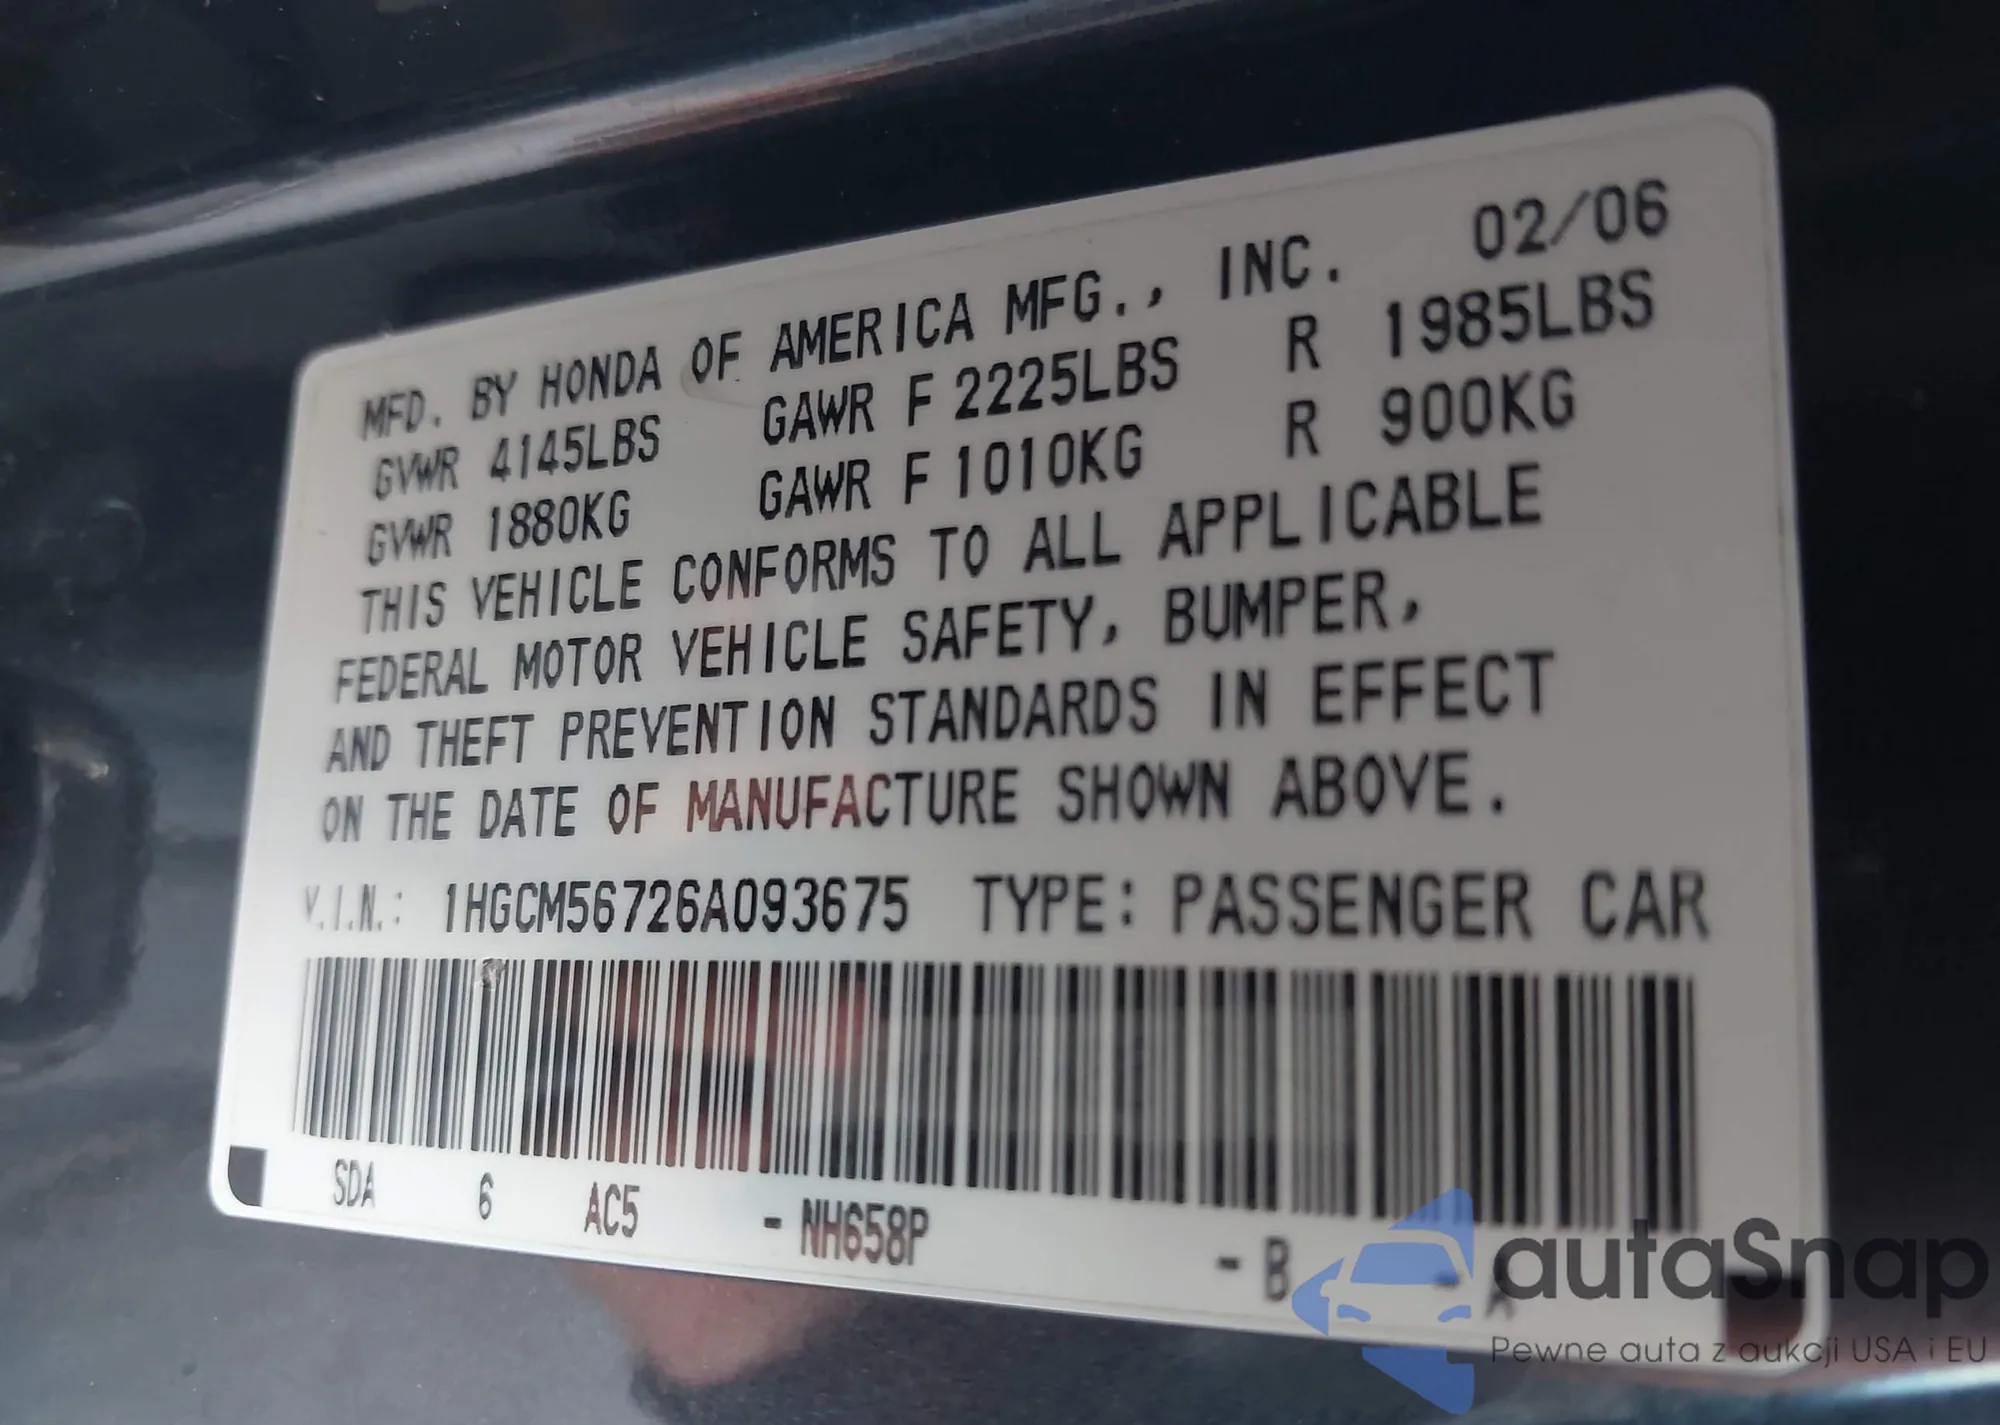 MFD. BY HONDA OF AMERICA MFG., INC. 02/06
GVWR 4145LBS GAWR F 2225LBS R 1985LBS
GVWR 1880KG GAWR F 1010KG R 900KG
THIS VEHICLE CONFORMS TO ALL APPLICABLE
FEDERAL MOTOR VEHICLE SAFETY, BUMPER,
AND THEFT PREVENTION STANDARDS IN EFFECT
ON THE DATE OF MANUFACTURE SHOWN ABOVE.
V.I.N.: 1HGCM56726A093675 TYPE: PASSENGER CAR
SDA 6 AC5 - NH658P - B - A
autaSnap
Pewne auta z aukcji USA i EU